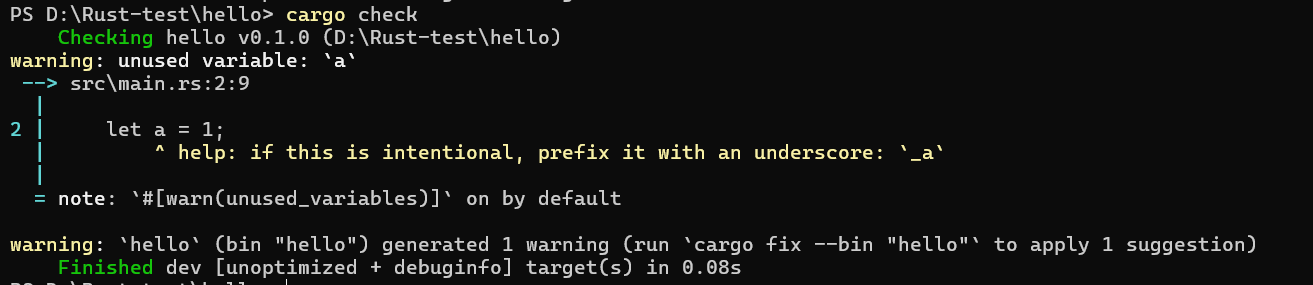 PS D:\Rust-test\hello> cargo check
    Checking hello v0.1.0 (D:\Rust-test\hello)
warning: unused variable: `a`
 --> src\main.rs:2:9
  |
2 |     let a = 1;
  |         ^ help: if this is intentional, prefix it with an underscore: `_a`
  |
  = note: `#[warn(unused_variables)]` on by default

warning: `hello` (bin "hello") generated 1 warning (run `cargo fix --bin "hello"` to apply 1 suggestion)
    Finished dev [unoptimized + debuginfo] target(s) in 0.08s